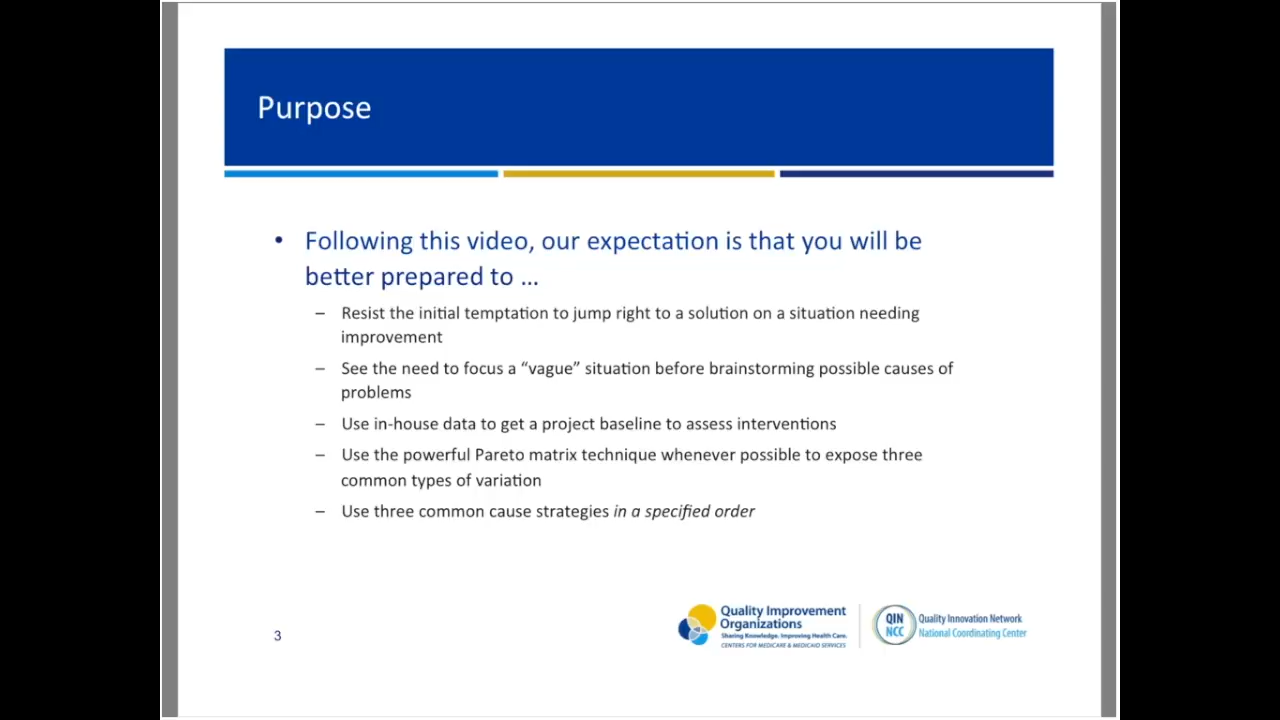 Purpose
• Following this video, our expectation is that you will be
better prepared to …
– Resist the initial temptation to jump right to a solution on a situation needing
improvement
– See the need to focus a “vague” situation before brainstorming possible causes of
problems
– Use in-house data to get a project baseline to assess interventions
– Use the powerful Pareto matrix technique whenever possible to expose three
common types of variation
– Use three common cause strategies in a specified order
3
Quality Improvement
Organizations
Sharing Knowledge. Improving Health Care.
CENTERS FOR MEDICARE & MEDICAID SERVICES
QIN
NCC
Quality Innovation Network
National Coordinating Center